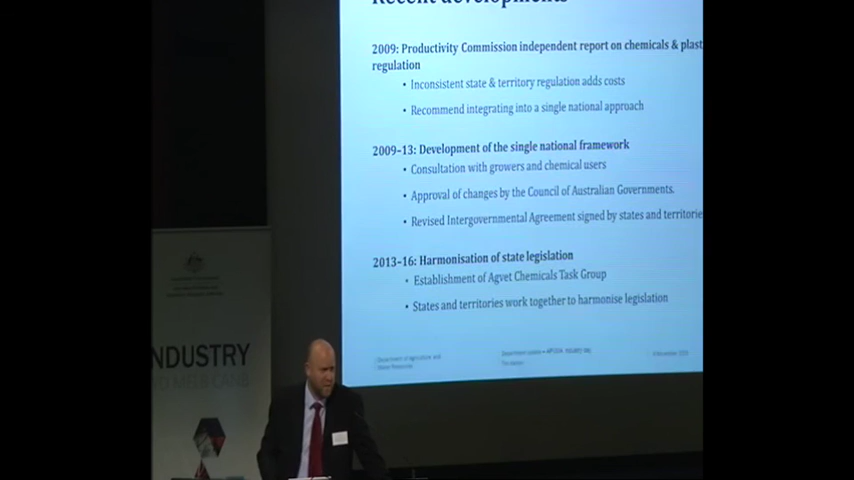 Recent developments
2009: Productivity Commission independent report on chemicals & plast
regulation
• Inconsistent state & territory regulation adds costs
• Recommend integrating into a single national approach
2009–13: Development of the single national framework
• Consultation with growers and chemical users
• Approval of changes by the Council of Australian Governments.
• Revised Intergovernmental Agreement signed by states and territorie
2013–16: Harmonisation of state legislation
• Establishment of Agvet Chemicals Task Group
• States and territories work together to harmonise legislation
Department of Agriculture and
NDUSTRY